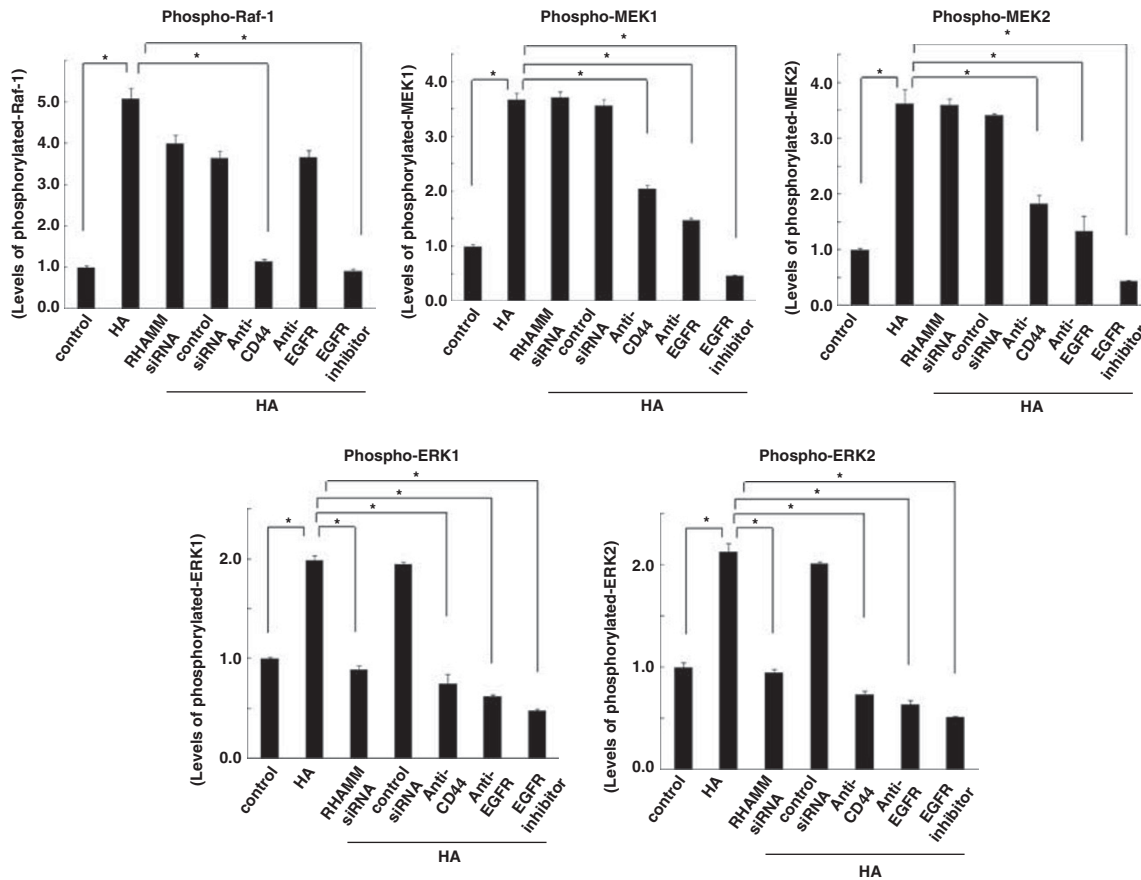 Phospho-Raf-1
(Levels of phosphorylated-Raf-1)
5.0
4.0
3.0
2.0
1.0
0.0
*
*
*
control
HA
RHAMM
siRNA
control
siRNA
Anti-
CD44
Anti-
EGFR
EGFR
inhibitor
HA
Phospho-MEK1
(Levels of phosphorylated-MEK1)
4.0
3.0
2.0
1.0
0.0
*
*
*
*
control
HA
RHAMM
siRNA
control
siRNA
Anti-
CD44
Anti-
EGFR
EGFR
inhibitor
HA
Phospho-MEK2
(Levels of phosphorylated-MEK2)
4.0
3.0
2.0
1.0
0.0
*
*
*
*
control
HA
RHAMM
siRNA
control
siRNA
Anti-
CD44
Anti-
EGFR
EGFR
inhibitor
HA
Phospho-ERK1
(Levels of phosphorylated-ERK1)
2.0
1.0
0.0
*
*
*
*
*
control
HA
RHAMM
siRNA
control
siRNA
Anti-
CD44
Anti-
EGFR
EGFR
inhibitor
HA
Phospho-ERK2
(Levels of phosphorylated-ERK2)
2.0
1.0
0.0
*
*
*
*
*
control
HA
RHAMM
siRNA
control
siRNA
Anti-
CD44
Anti-
EGFR
EGFR
inhibitor
HA